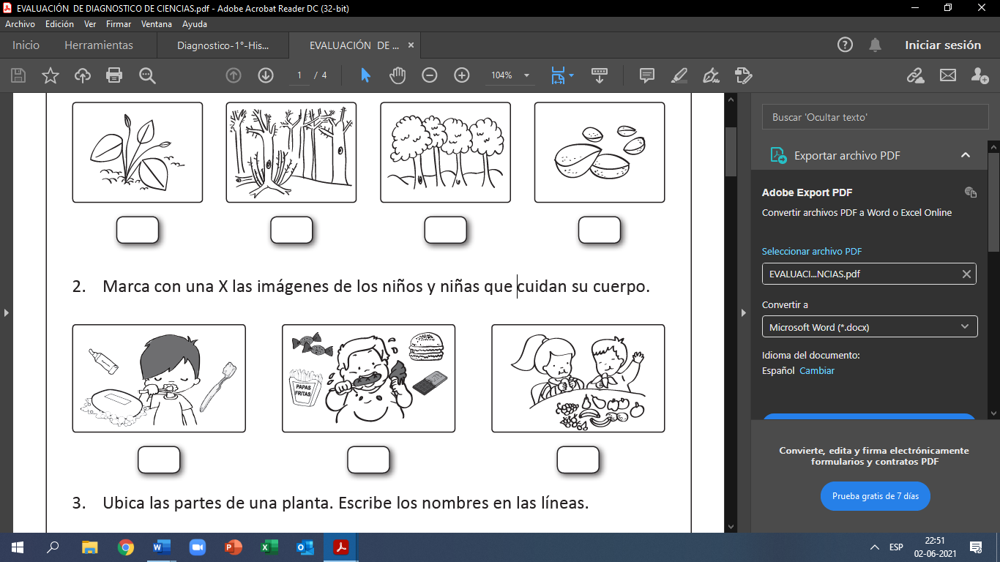 EVALUACIÓN  DE DIAGNOSTICO DE CIENCIAS.pdf - Adobe Acrobat Reader DC (32-bit)
Archivo Edición Ver Firmar Ventana Ayuda
Inicio Herramientas Diagnostico-1°-His... EVALUACIÓN  DE ... Iniciar sesión
1 / 4 104%
Buscar 'Ocultar texto'
Exportar archivo PDF
Adobe Export PDF
Convertir archivos PDF a Word o Excel Online
Seleccionar archivo PDF
EVALUACI...NCIAS.pdf
Convertir a
Microsoft Word (*.docx)
Idioma del documento:
Español Cambiar
Convierte, edita y firma electrónicamente
formularios y contratos PDF
Prueba gratis de 7 días
2. Marca con una X las imágenes de los niños y niñas que cuidan su cuerpo.
PAPAS
FRITAS
3. Ubica las partes de una planta. Escribe los nombres en las líneas.
ESP
22:51
02-06-2021